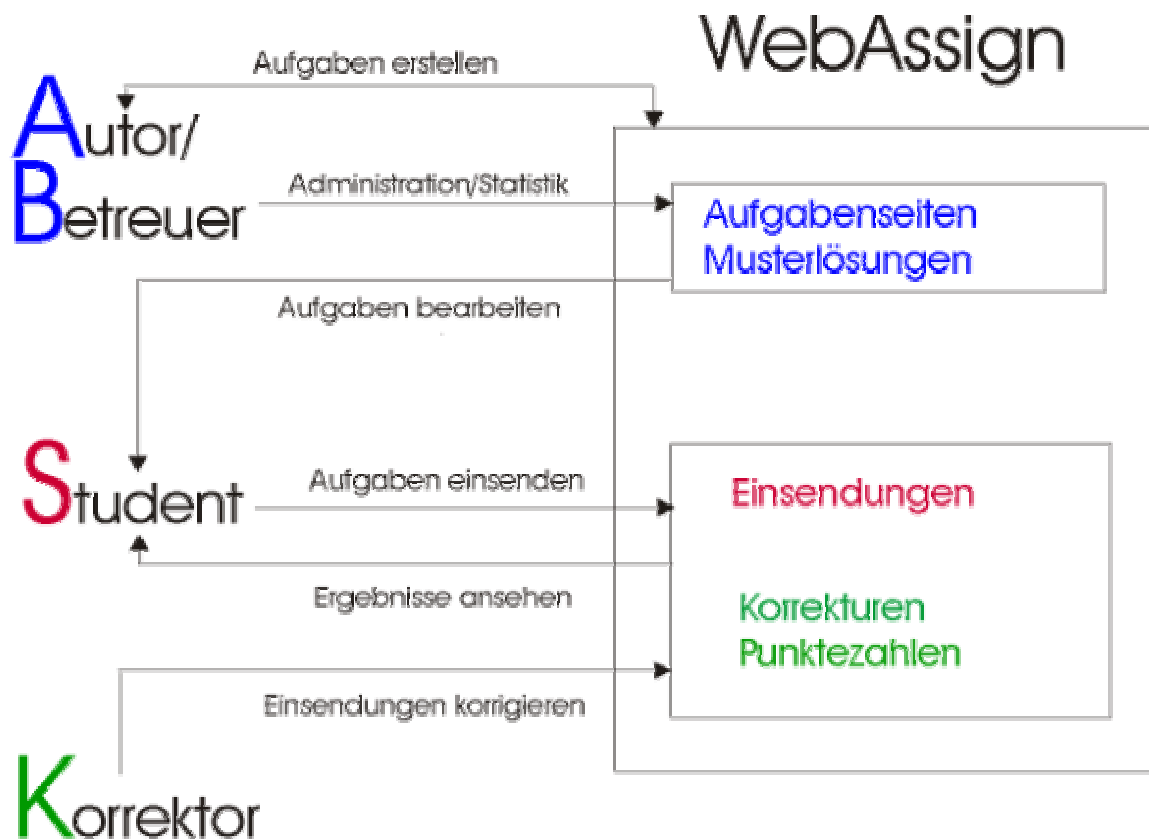 WebAssign
Aufgaben erstellen
Autor/
Betreuer
Administration/Statistik
Aufgabenseiten
Musterlösungen
Aufgaben bearbeiten
Student
Aufgaben einsenden
Einsendungen
Ergebnisse ansehen
Korrekturen
Punktezahlen
Einsendungen korrigieren
Korrektor